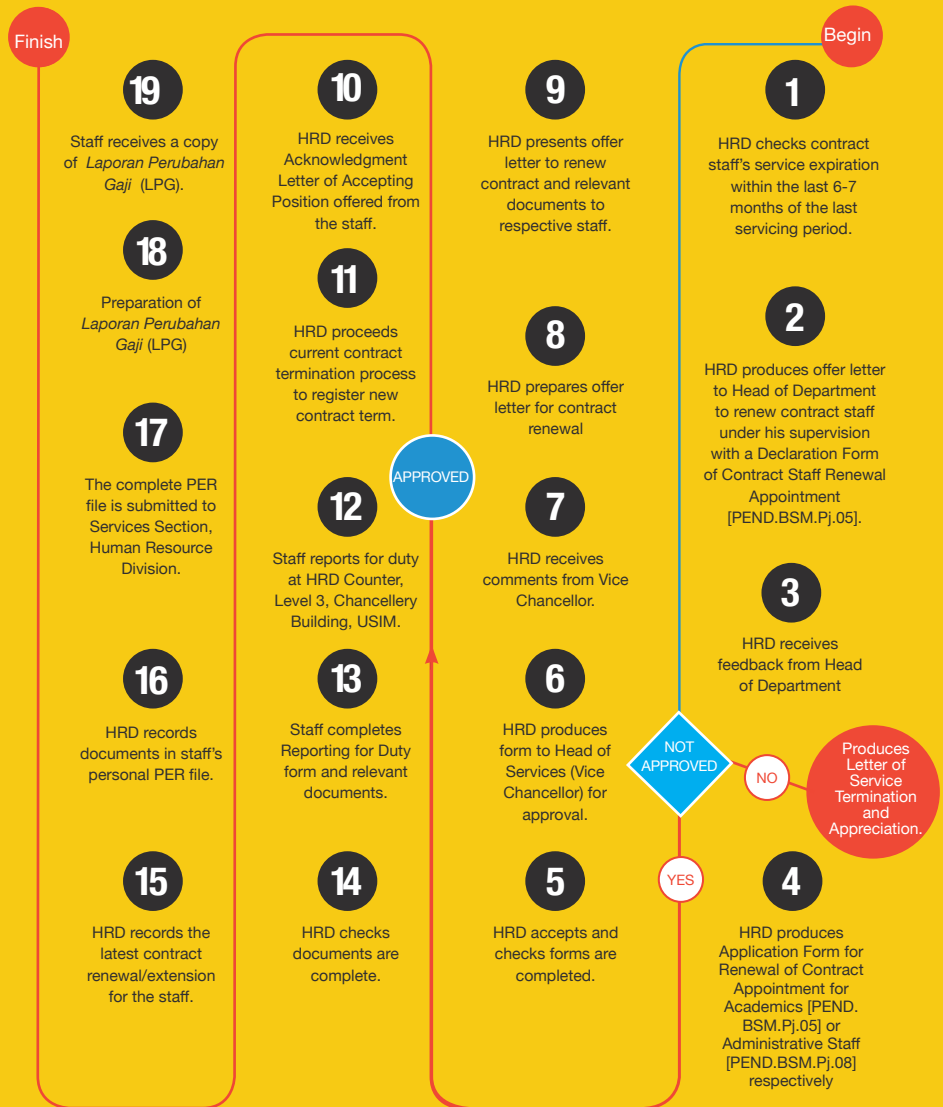 Begin
1
HRD checks contract
staff's service expiration
within the last 6-7
months of the last
servicing period.
2
HRD produces offer letter
to Head of Department
to renew contract staff
under his supervision
with a Declaration Form
of Contract Staff Renewal
Appointment
[PEND.BSM.Pj.05].
3
HRD receives
feedback from Head
of Department
NOT
APPROVED
NO
Produces
Letter of
Service
Termination
and
Appreciation.
YES
4
HRD produces
Application Form for
Renewal of Contract
Appointment for
Academics [PEND.
BSM.Pj.05] or
Administrative Staff
[PEND.BSM.Pj.08]
respectively
5
HRD accepts and
checks forms are
completed.
6
HRD produces
form to Head of
Services (Vice
Chancellor) for
approval.
7
HRD receives
comments from Vice
Chancellor.
8
HRD prepares offer
letter for contract
renewal
9
HRD presents offer
letter to renew
contract and relevant
documents to
respective staff.
APPROVED
10
HRD receives
Acknowledgment
Letter of Accepting
Position offered from
the staff.
11
HRD proceeds
current contract
termination process
to register new
contract term.
12
Staff reports for duty
at HRD Counter,
Level 3, Chancellery
Building, USIM.
13
Staff completes
Reporting for Duty
form and relevant
documents.
14
HRD checks
documents are
complete.
15
HRD records the
latest contract
renewal/extension
for the staff.
16
HRD records
documents in staff's
personal PER file.
17
The complete PER
file is submitted to
Services Section,
Human Resource
Division.
18
Preparation of
Laporan Perubahan
Gaji (LPG)
19
Staff receives a copy
of Laporan Perubahan
Gaji (LPG).
Finish